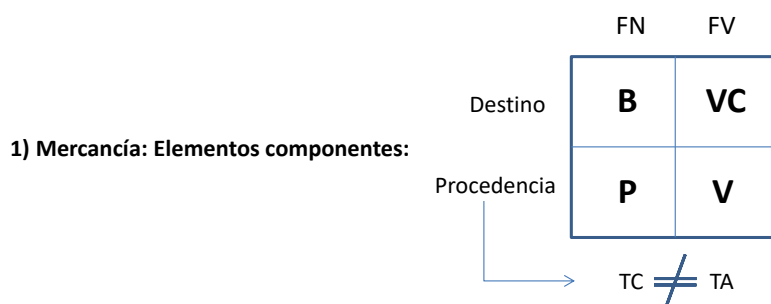 FN FV
Destino B VC
1) Mercancía: Elementos componentes:
Procedencia P V
TC ≠ TA